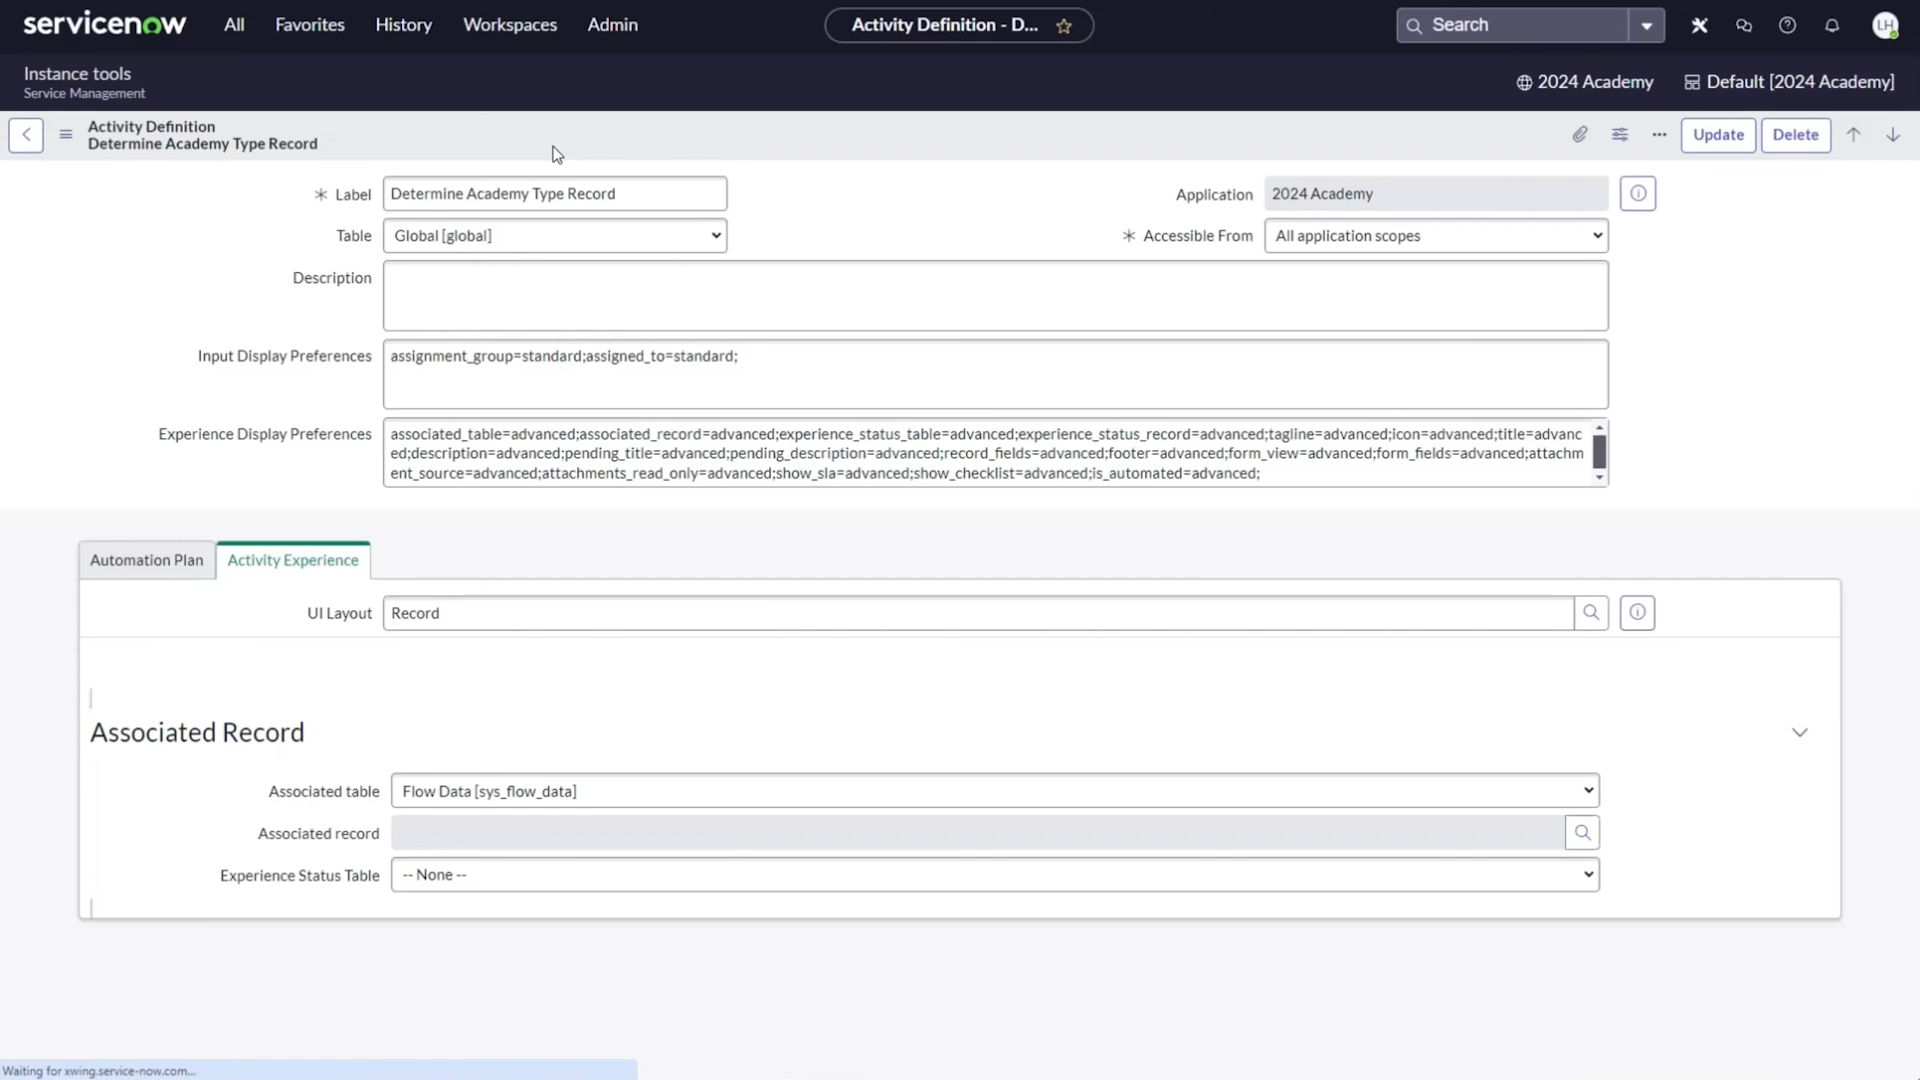 servicenow
All
Favorites
History
Workspaces
Admin
Activity Definition - D...
Search
LH
Instance tools
Service Management
2024 Academy
Default [2024 Academy]
Activity Definition
Determine Academy Type Record
Update
Delete
Label
Determine Academy Type Record
Application
2024 Academy
Table
Global [global]
Accessible From
All application scopes
Description
Input Display Preferences
assignment_group=standard;assigned_to=standard;
Experience Display Preferences
associated_table=advanced;associated_record=advanced;experience_status_table=advanced;experience_status_record=advanced;tagline=advanced;icon=advanced;title=advanc
ed;description=advanced;pending_title=advanced;pending_description=advanced;record_fields=advanced;footer=advanced;form_view=advanced;form_fields=advanced;attachm
ent_source=advanced;attachments_read_only=advanced;show_sla=advanced;show_checklist=advanced;is_automated=advanced;
Automation Plan
Activity Experience
UI Layout
Record
Associated Record
Associated table
Flow Data [sys_flow_data]
Associated record
Experience Status Table
-- None --
Waiting for xwing.service-now.com...